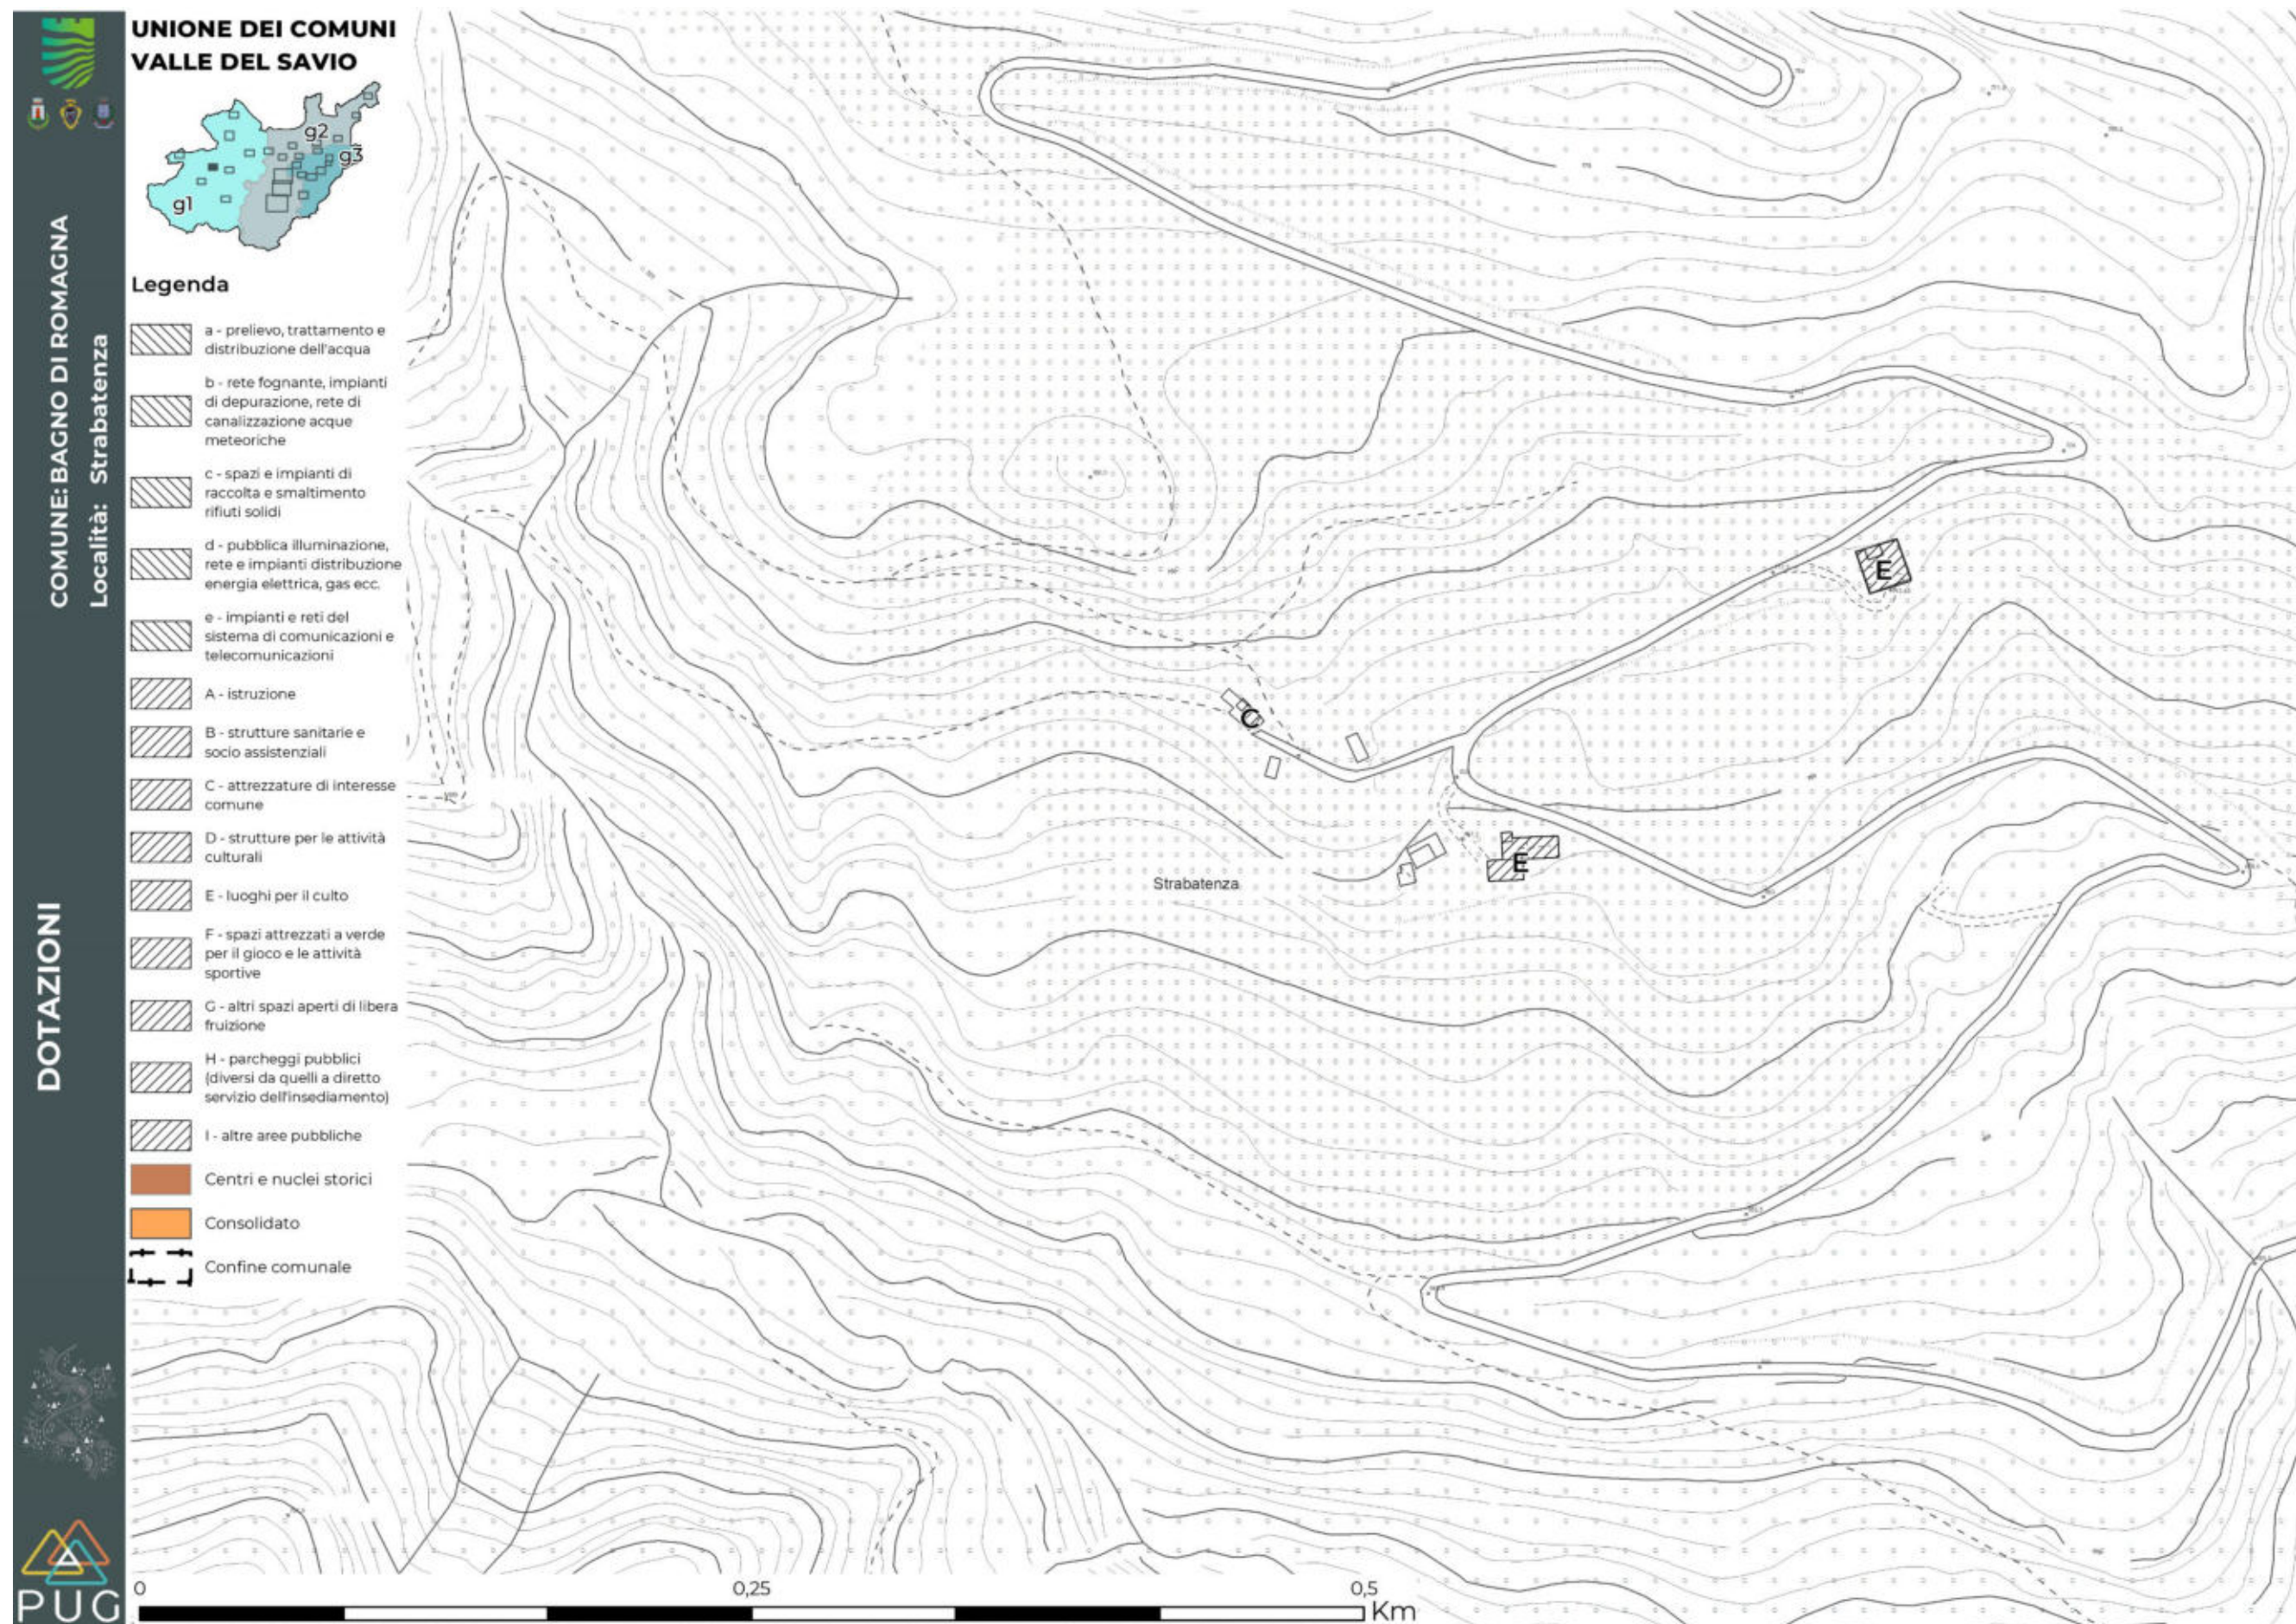 UNIONE DEI COMUNI
VALLE DEL SAVIO
g1
g2
g3
COMUNE: BAGNO DI ROMAGNA
Località: Strabatenza
DOTAZIONI
Legenda
a - prelievo, trattamento e
distribuzione dell'acqua
b - rete fognante, impianti
di depurazione, rete di
canalizzazione acque
meteoriche
c - spazi e impianti di
raccolta e smaltimento
rifiuti solidi
d - pubblica illuminazione,
rete e impianti distribuzione
energia elettrica, gas ecc.
e - impianti e reti del
sistema di comunicazioni e
telecomunicazioni
A - istruzione
B - strutture sanitarie e
socio assistenziali
C - attrezzature di interesse
comune
D - strutture per le attività
culturali
E - luoghi per il culto
F - spazi attrezzati a verde
per il gioco e le attività
sportive
G - altri spazi aperti di libera
fruizione
H - parcheggi pubblici
(diversi da quelli a diretto
servizio dell'insediamento)
I - altre aree pubbliche
Centri e nuclei storici
Consolidato
Confine comunale
E
C
E
Strabatenza
PUG
0
0,25
0,5
Km